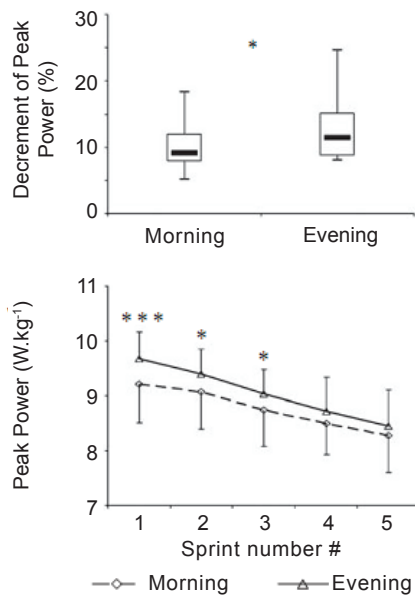 Decrement of Peak
Power (%)
30
20
10
0
*
Morning
Evening
Peak Power (W.kg⁻¹)
11
10
9
8
7
***
*
*
1 2 3 4 5
Sprint number #
Morning Evening